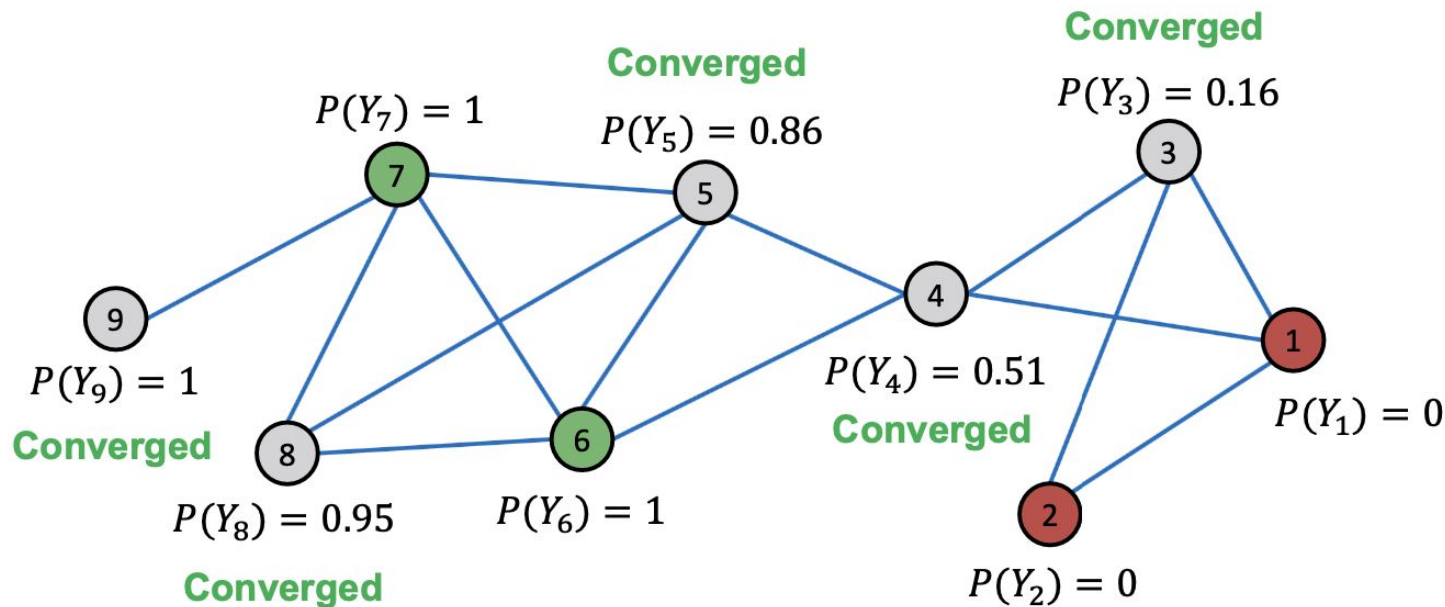 Converged
Converged
P(Y₃) = 0.16
P(Y₇) = 1
P(Y₅) = 0.86
3
7
5
4
9
1
P(Y₄) = 0.51
P(Y₉) = 1
P(Y₁) = 0
Converged
Converged
6
8
P(Y₈) = 0.95
P(Y₆) = 1
2
Converged
P(Y₂) = 0